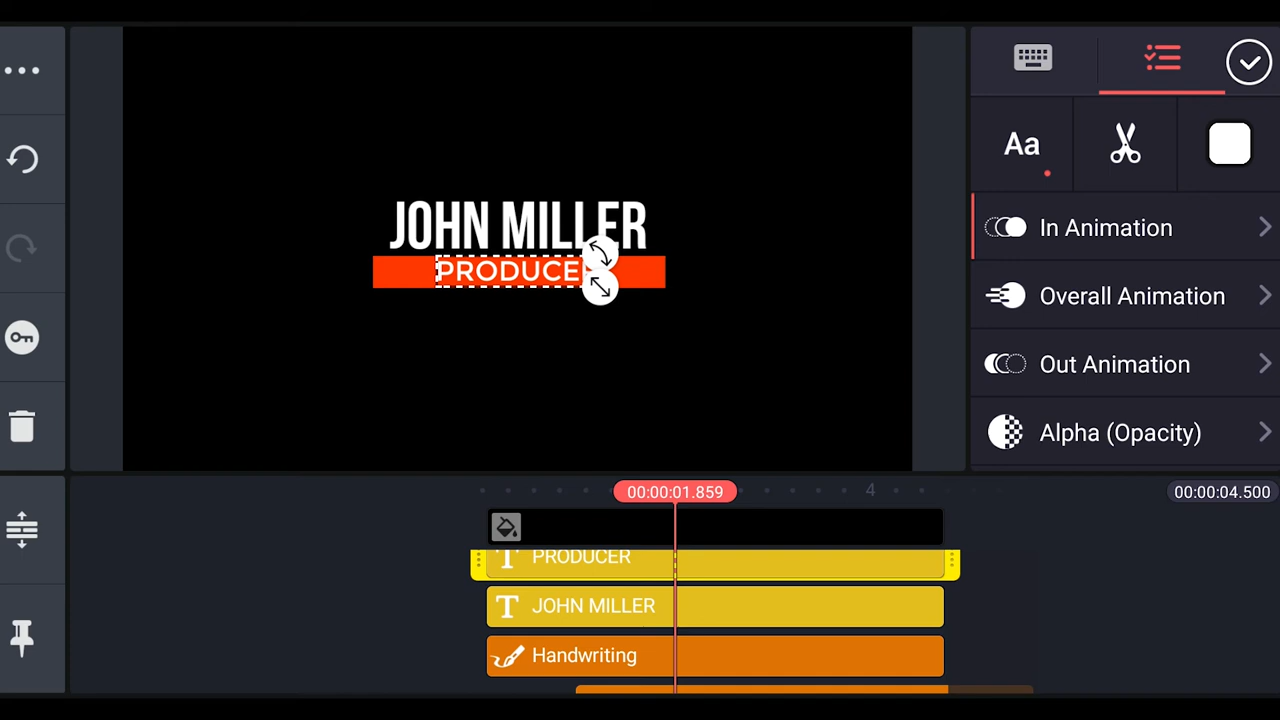 JOHN MILLER
PRODUCE
Aa
In Animation
Overall Animation
Out Animation
Alpha (Opacity)
00:00:01.859
4
00:00:04.500
T PRODUCER
T JOHN MILLER
Handwriting